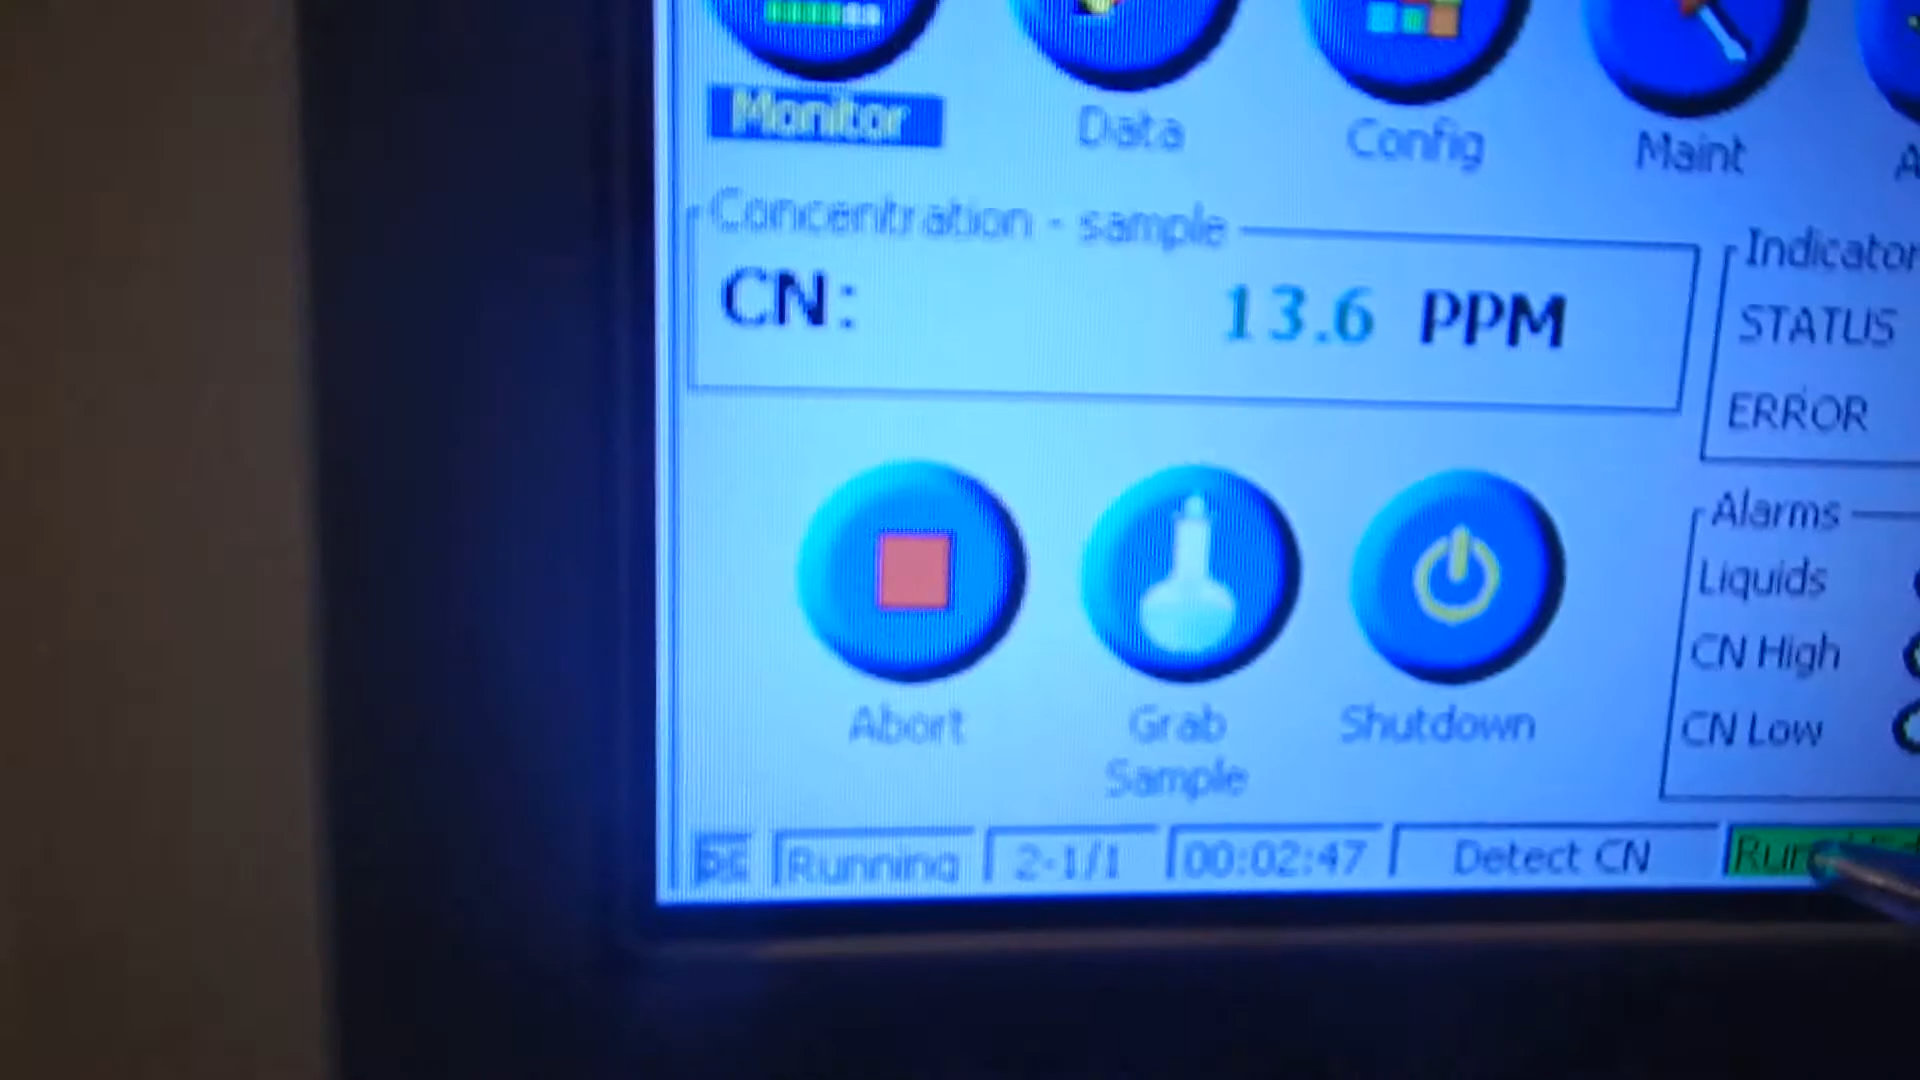 Monitor Data Config Maint
Concentration - sample
CN: 13.6 PPM
Indicator
STATUS
ERROR
Alarms
Liquids
CN High
CN Low
Abort
Grab
Sample
Shutdown
Running 2-1/1 00:02:47 Detect CN